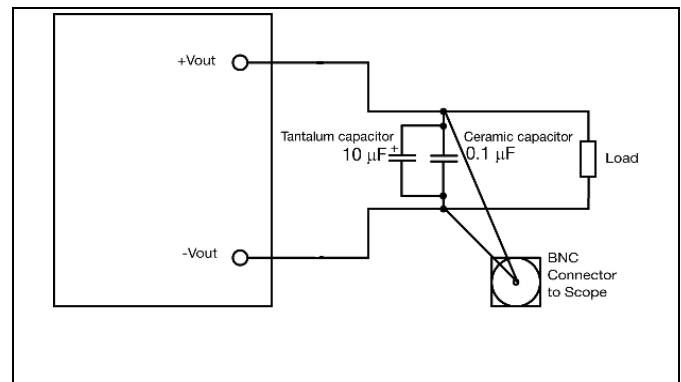 +Vout
Tantalum capacitor
10 µF +
Ceramic capacitor
0.1 µF
Load
-Vout
BNC
Connector
to Scope